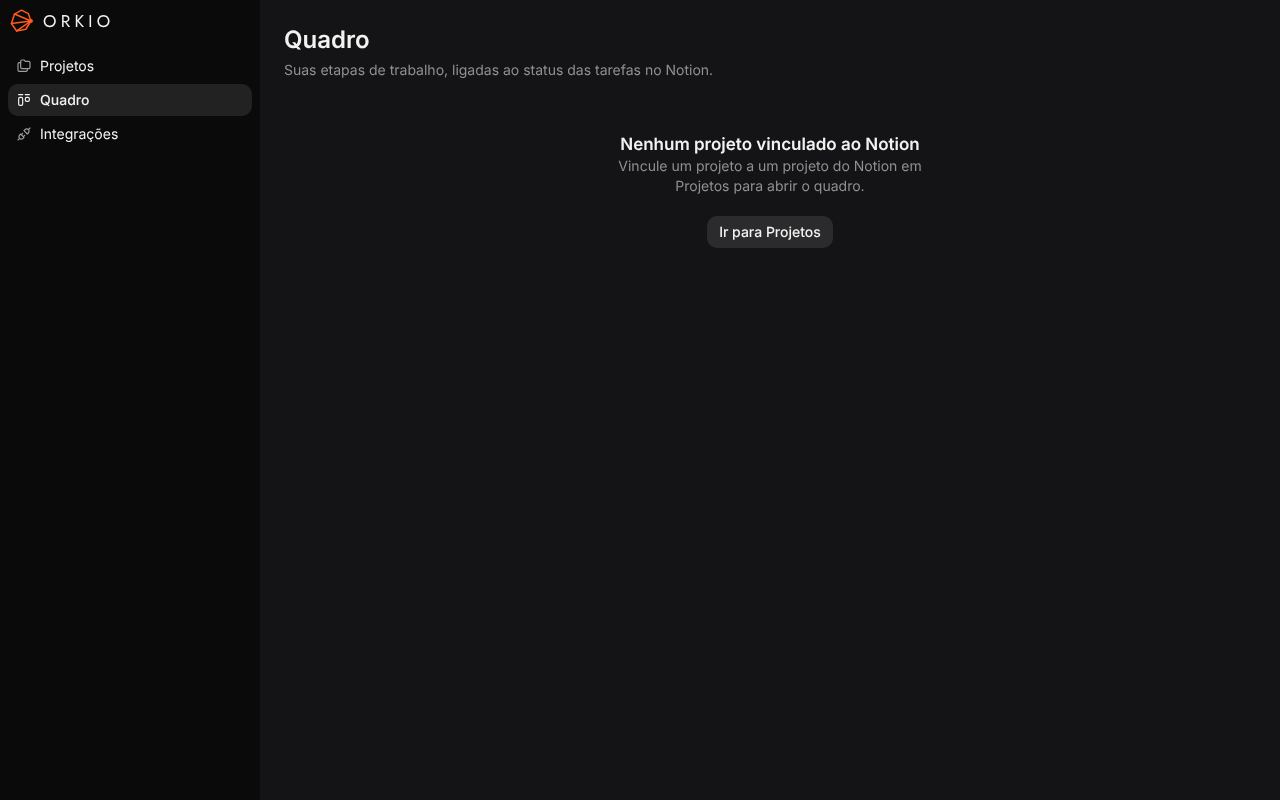 ORKIO
Projetos
Quadro
Integrações
Quadro
Suas etapas de trabalho, ligadas ao status das tarefas no Notion.
Nenhum projeto vinculado ao Notion
Vincule um projeto a um projeto do Notion em
Projetos para abrir o quadro.
Ir para Projetos